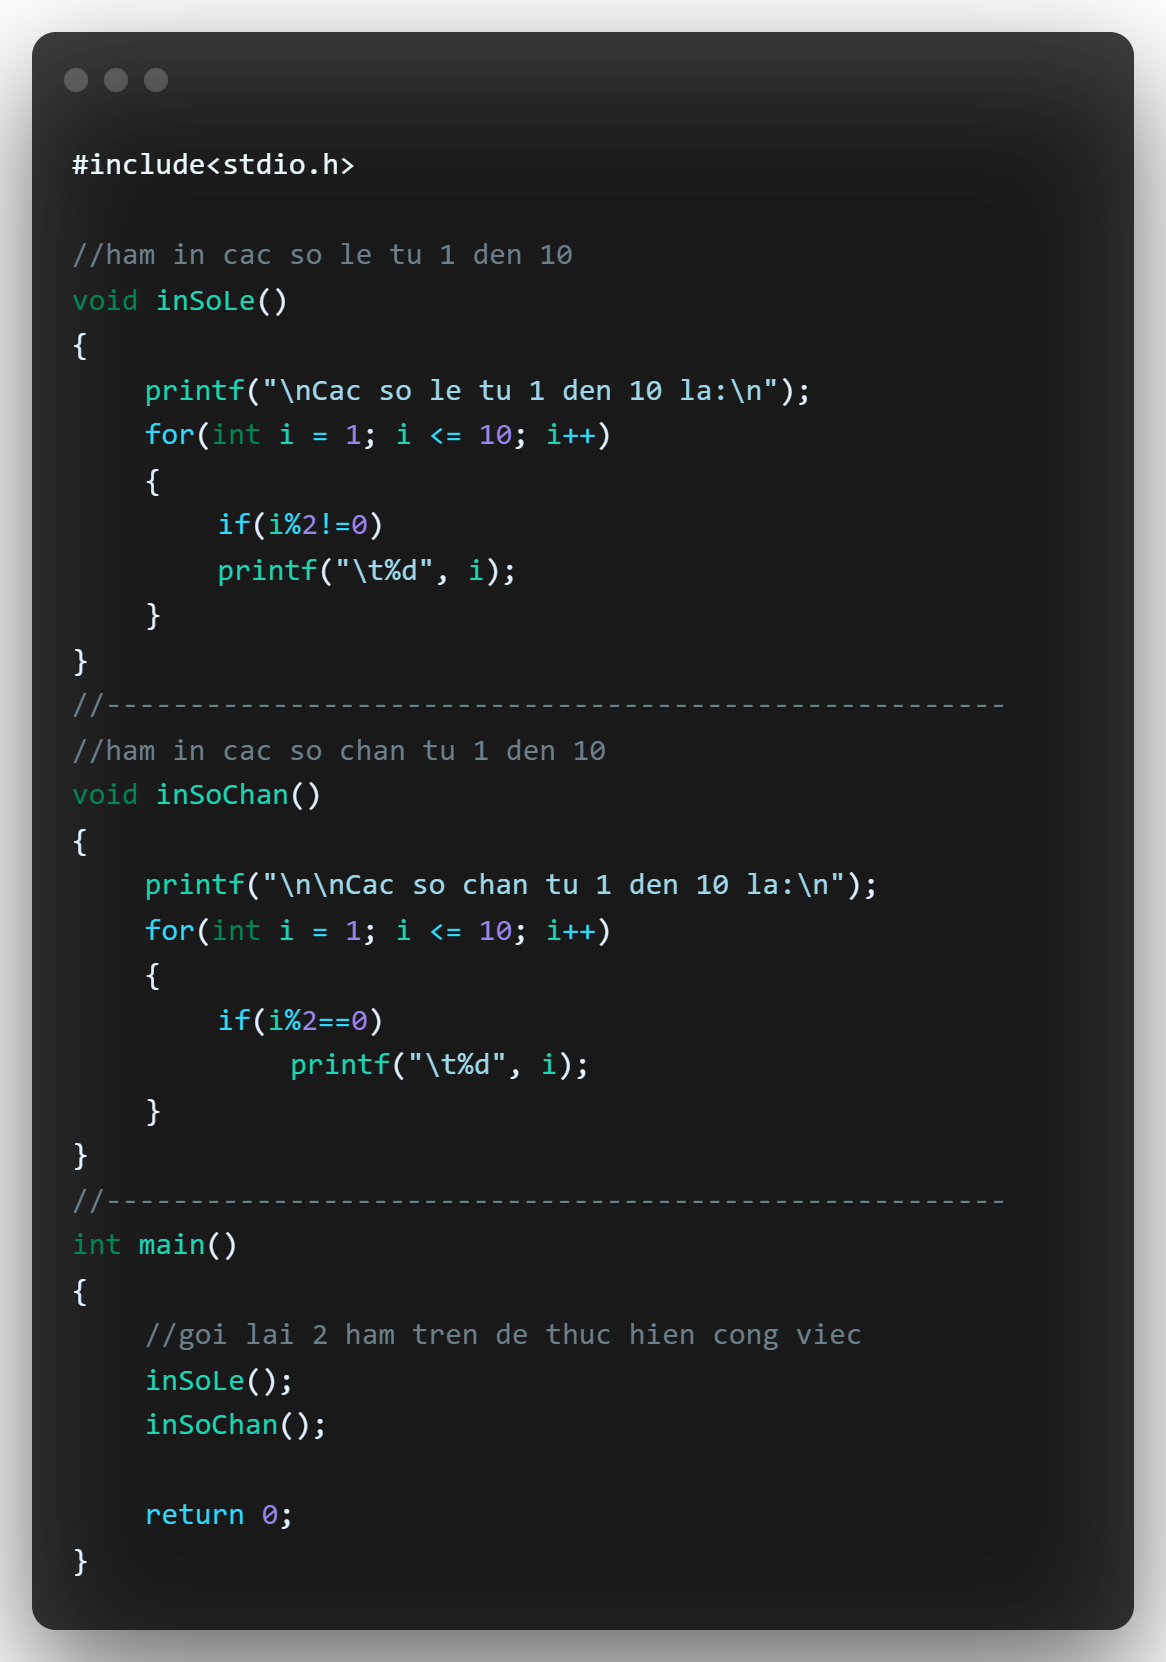 #include<stdio.h>
//ham in cac so le tu 1 den 10
void inSoLe()
{
printf("\nCac so le tu 1 den 10 la:\n");
for(int i = 1; i <= 10; i++)
{
if(i%2!=0)
printf("\t%d", i);
}
}
//------------------------------------------------------
//ham in cac so chan tu 1 den 10
void inSoChan()
{
printf("\n\nCac so chan tu 1 den 10 la:\n");
for(int i = 1; i <= 10; i++)
{
if(i%2==0)
printf("\t%d", i);
}
}
//------------------------------------------------------
int main()
{
//goi lai 2 ham tren de thuc hien cong viec
inSoLe();
inSoChan();
return 0;
}